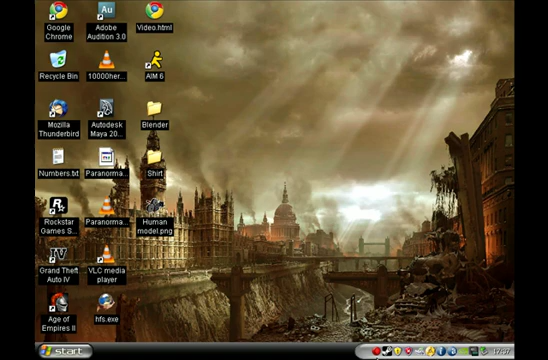 Google
Chrome
Adobe
Audition 3.0
Video.html
Recycle Bin
10000her...
AIM 6
Mozilla
Thunderbird
Autodesk
Maya 20...
Blender
Numbers.txt
Paranorma...
Shirt
Rockstar
Games S...
Paranorma...
Human
model.png
Grand Theft
Auto IV
VLC media
player
Age of
Empires II
hfs.exe
start
17:37